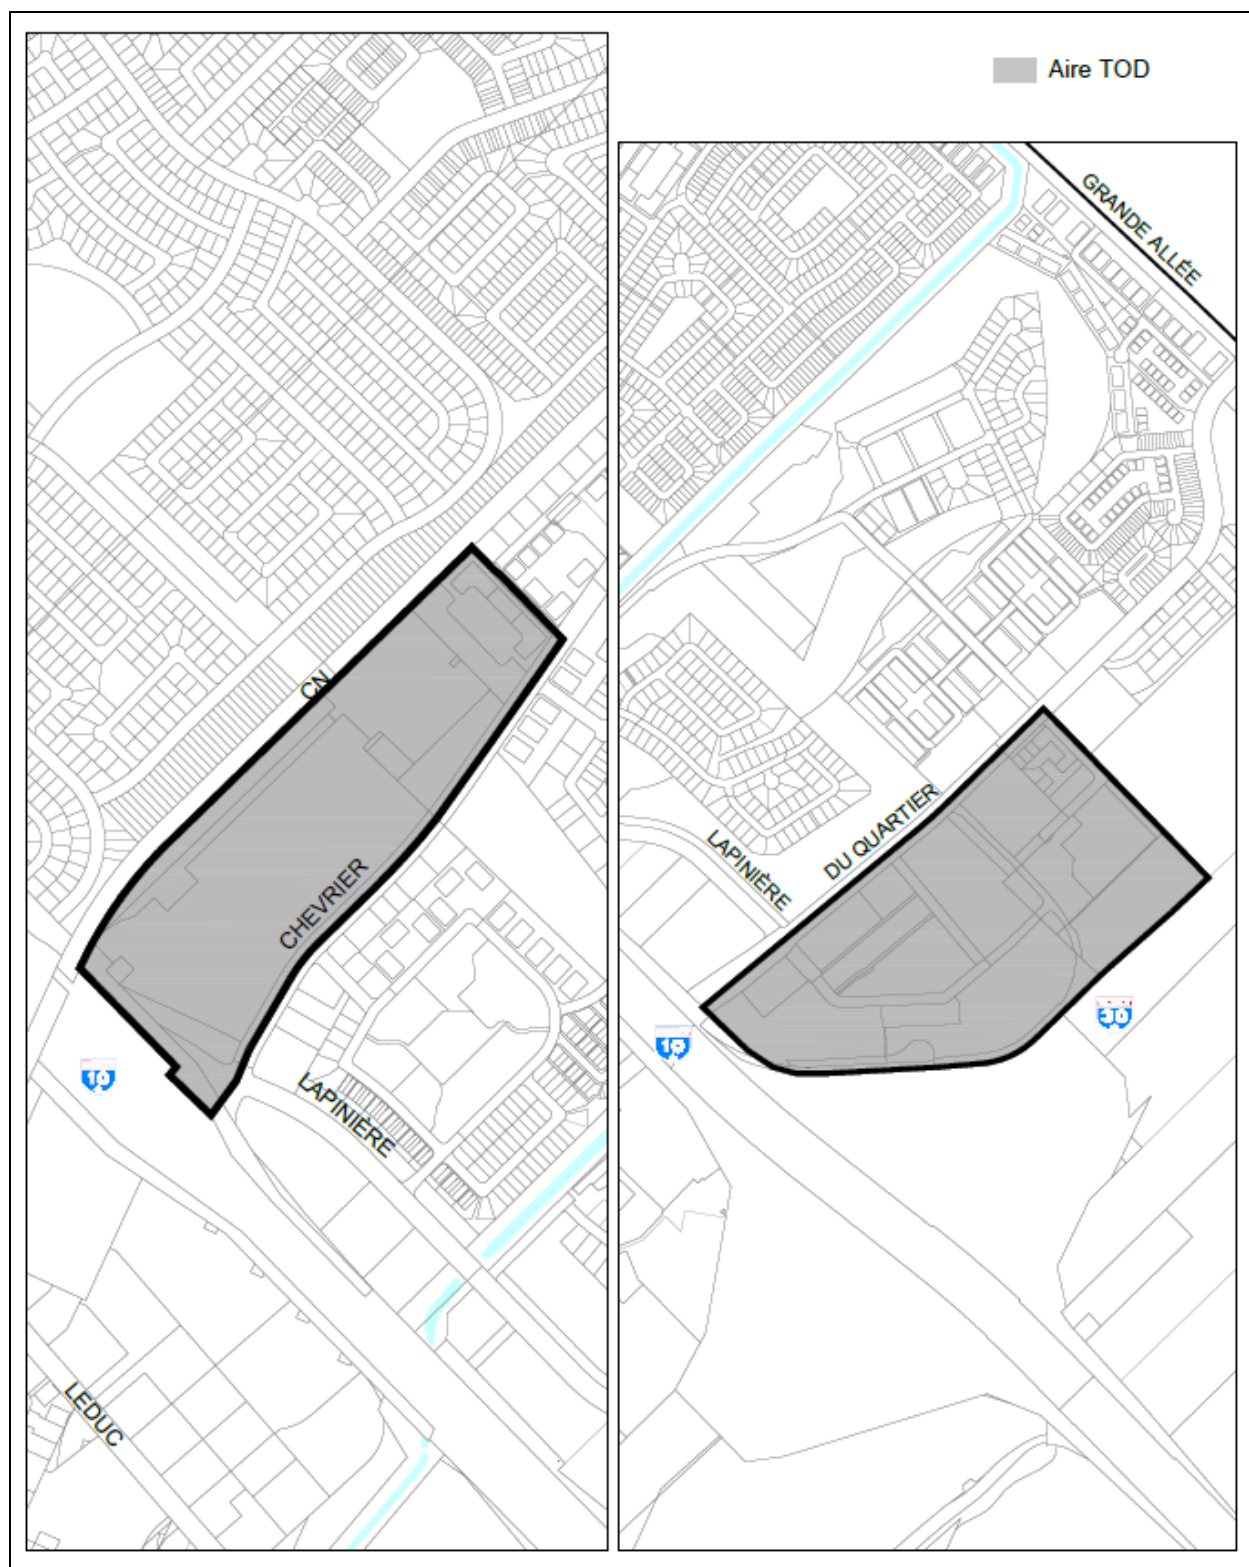 Aire TOD
CN
CHEVRIER
10
LAPINIÈRE
LEDUC
GRANDE ALLÉE
DU QUARTIER
LAPINIÈRE
10
30